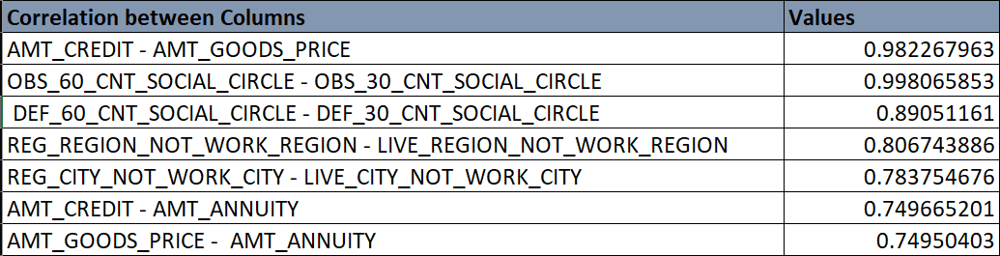 Correlation between Columns Values
AMT_CREDIT - AMT_GOODS_PRICE 0.982267963
OBS_60_CNT_SOCIAL_CIRCLE - OBS_30_CNT_SOCIAL_CIRCLE 0.998065853
DEF_60_CNT_SOCIAL_CIRCLE - DEF_30_CNT_SOCIAL_CIRCLE 0.89051161
REG_REGION_NOT_WORK_REGION - LIVE_REGION_NOT_WORK_REGION 0.806743886
REG_CITY_NOT_WORK_CITY - LIVE_CITY_NOT_WORK_CITY 0.783754676
AMT_CREDIT - AMT_ANNUITY 0.749665201
AMT_GOODS_PRICE -  AMT_ANNUITY 0.74950403